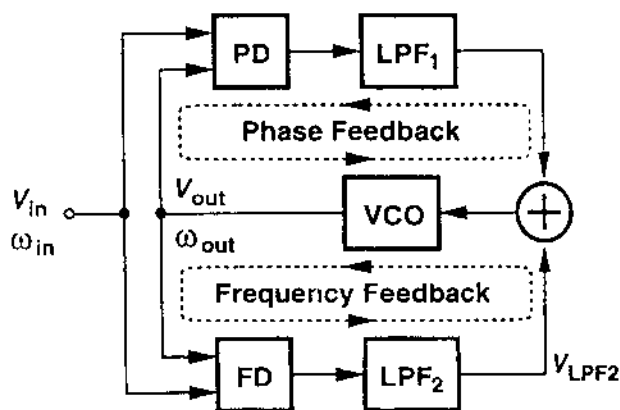 PD
LPF1
Phase Feedback
Vin
ωin
Vout
ωout
VCO
+
Frequency Feedback
FD
LPF2
VLPF2